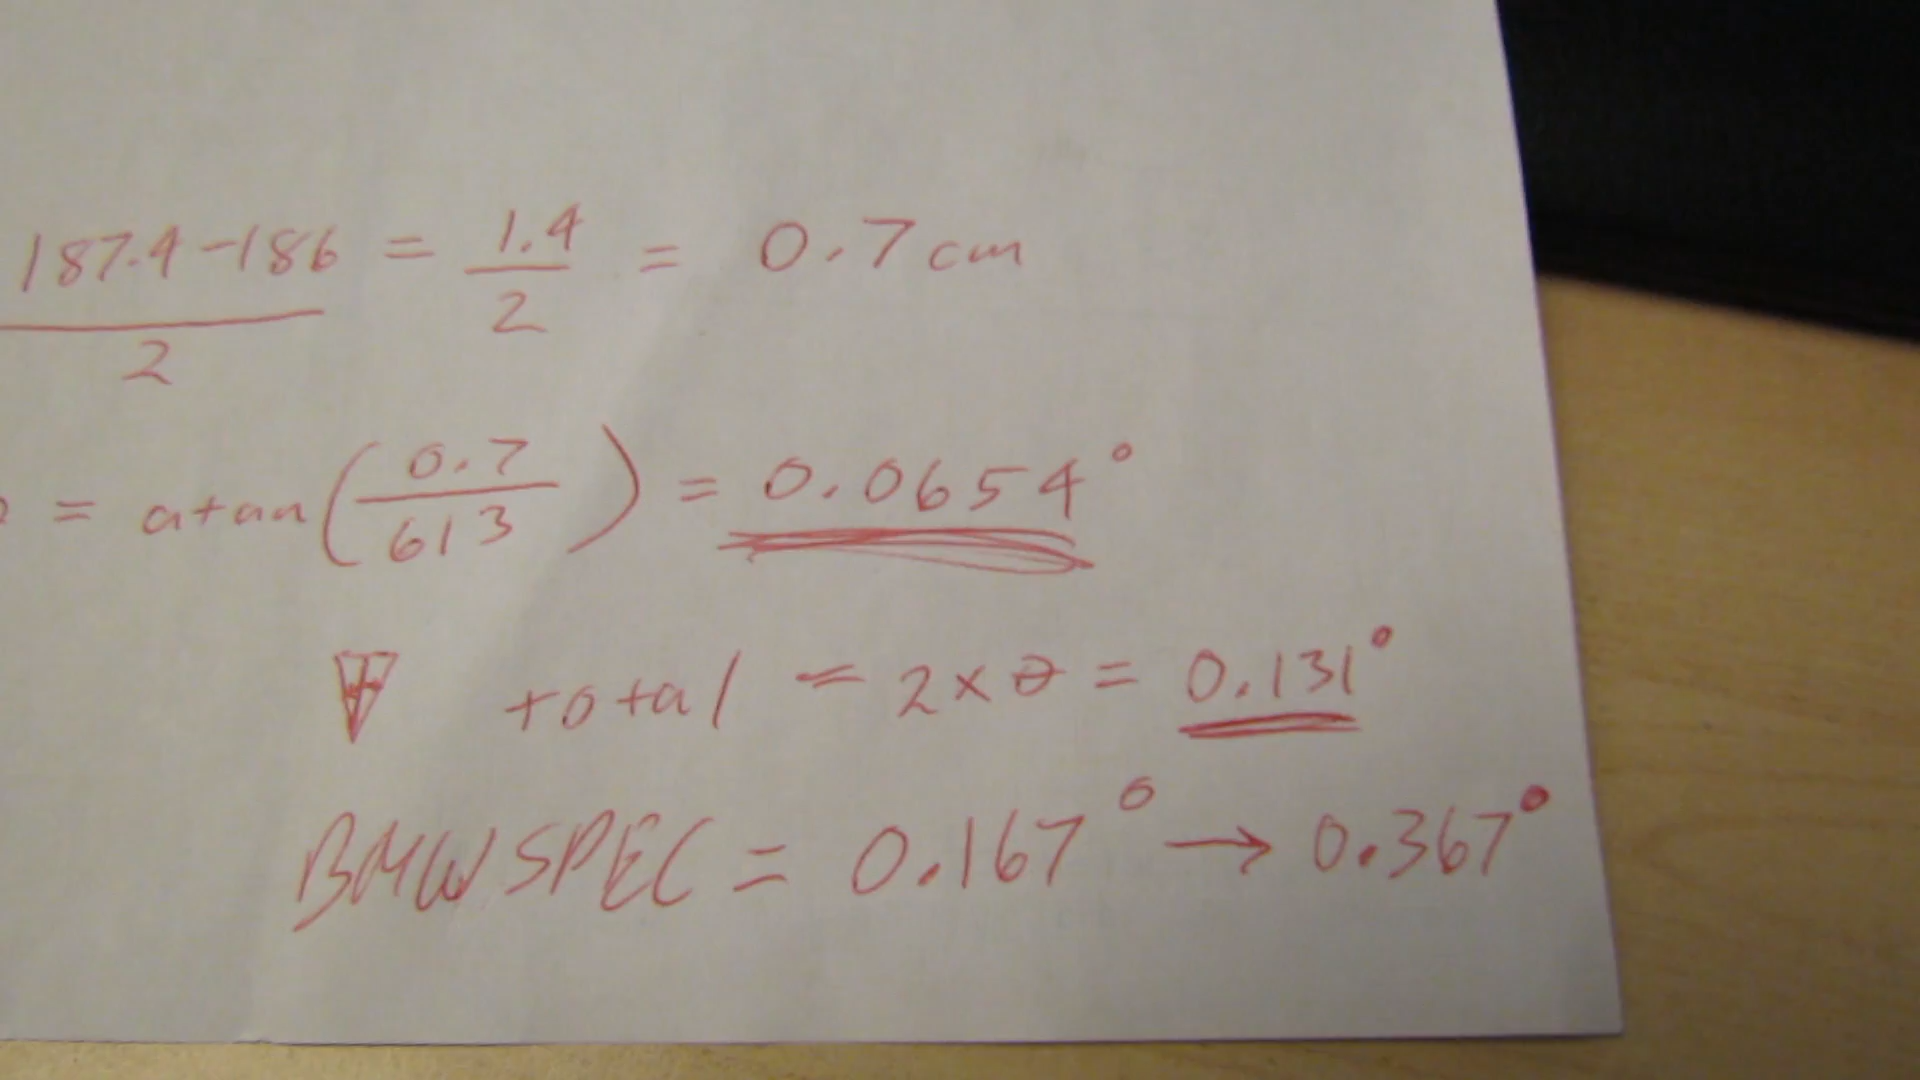 187.4-186 / 2 = 1.4 / 2 = 0.7 cm
= atan(0.7 / 613) = 0.0654°
total = 2 x θ = 0.131°
BMW SPEC = 0.167° → 0.367°